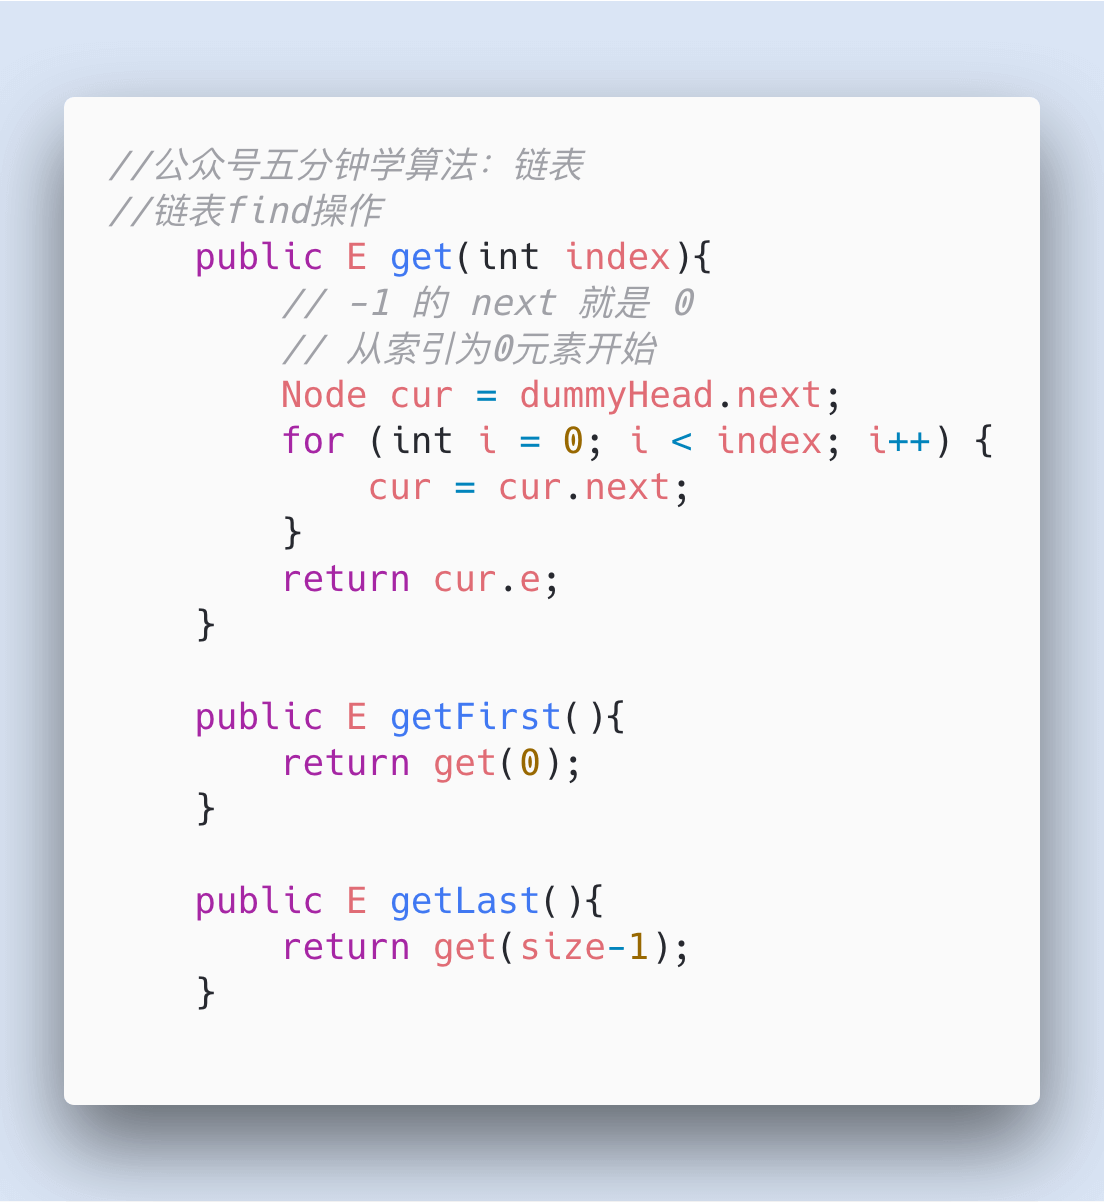 //公众号五分钟学算法：链表
//链表find操作
    public E get(int index){
        // -1 的 next 就是 0
        // 从索引为0元素开始
        Node cur = dummyHead.next;
        for (int i = 0; i < index; i++) {
            cur = cur.next;
        }
        return cur.e;
    }

    public E getFirst(){
        return get(0);
    }

    public E getLast(){
        return get(size-1);
    }